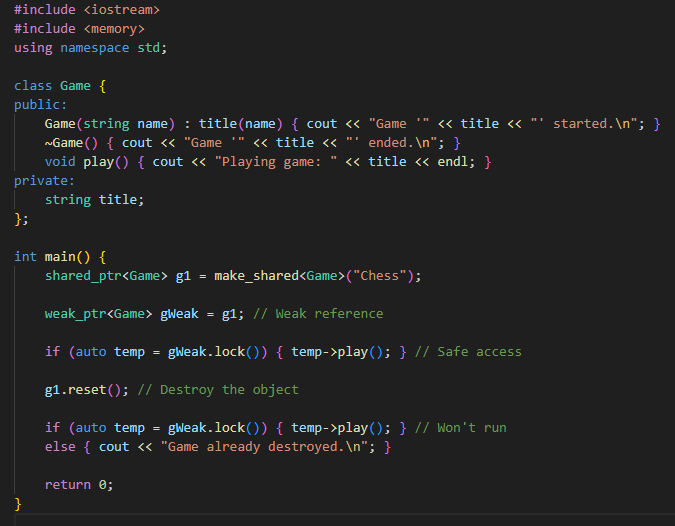 #include <iostream>
#include <memory>
using namespace std;

class Game {
public:
    Game(string name) : title(name) { cout << "Game '" << title << "' started.\n"; }
    ~Game() { cout << "Game '" << title << "' ended.\n"; }
    void play() { cout << "Playing game: " << title << endl; }
private:
    string title;
};

int main() {
    shared_ptr<Game> g1 = make_shared<Game>("Chess");

    weak_ptr<Game> gWeak = g1; // Weak reference

    if (auto temp = gWeak.lock()) { temp->play(); } // Safe access

    g1.reset(); // Destroy the object

    if (auto temp = gWeak.lock()) { temp->play(); } // Won't run
    else { cout << "Game already destroyed.\n"; }

    return 0;
}